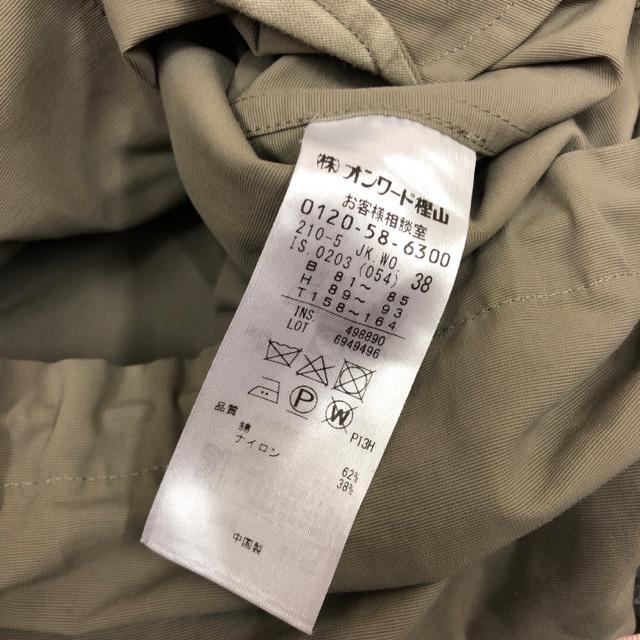 (株) オンワード樫山
お客様相談室
0120-58-6300
210-5 JK.WO
IS.0203 (054) 38
B 81～ 85
H 89～ 93
T158～164
INS 498890
LOT 6949496
P
W
P13H
品質
綿 62%
ナイロン 38%
中国製